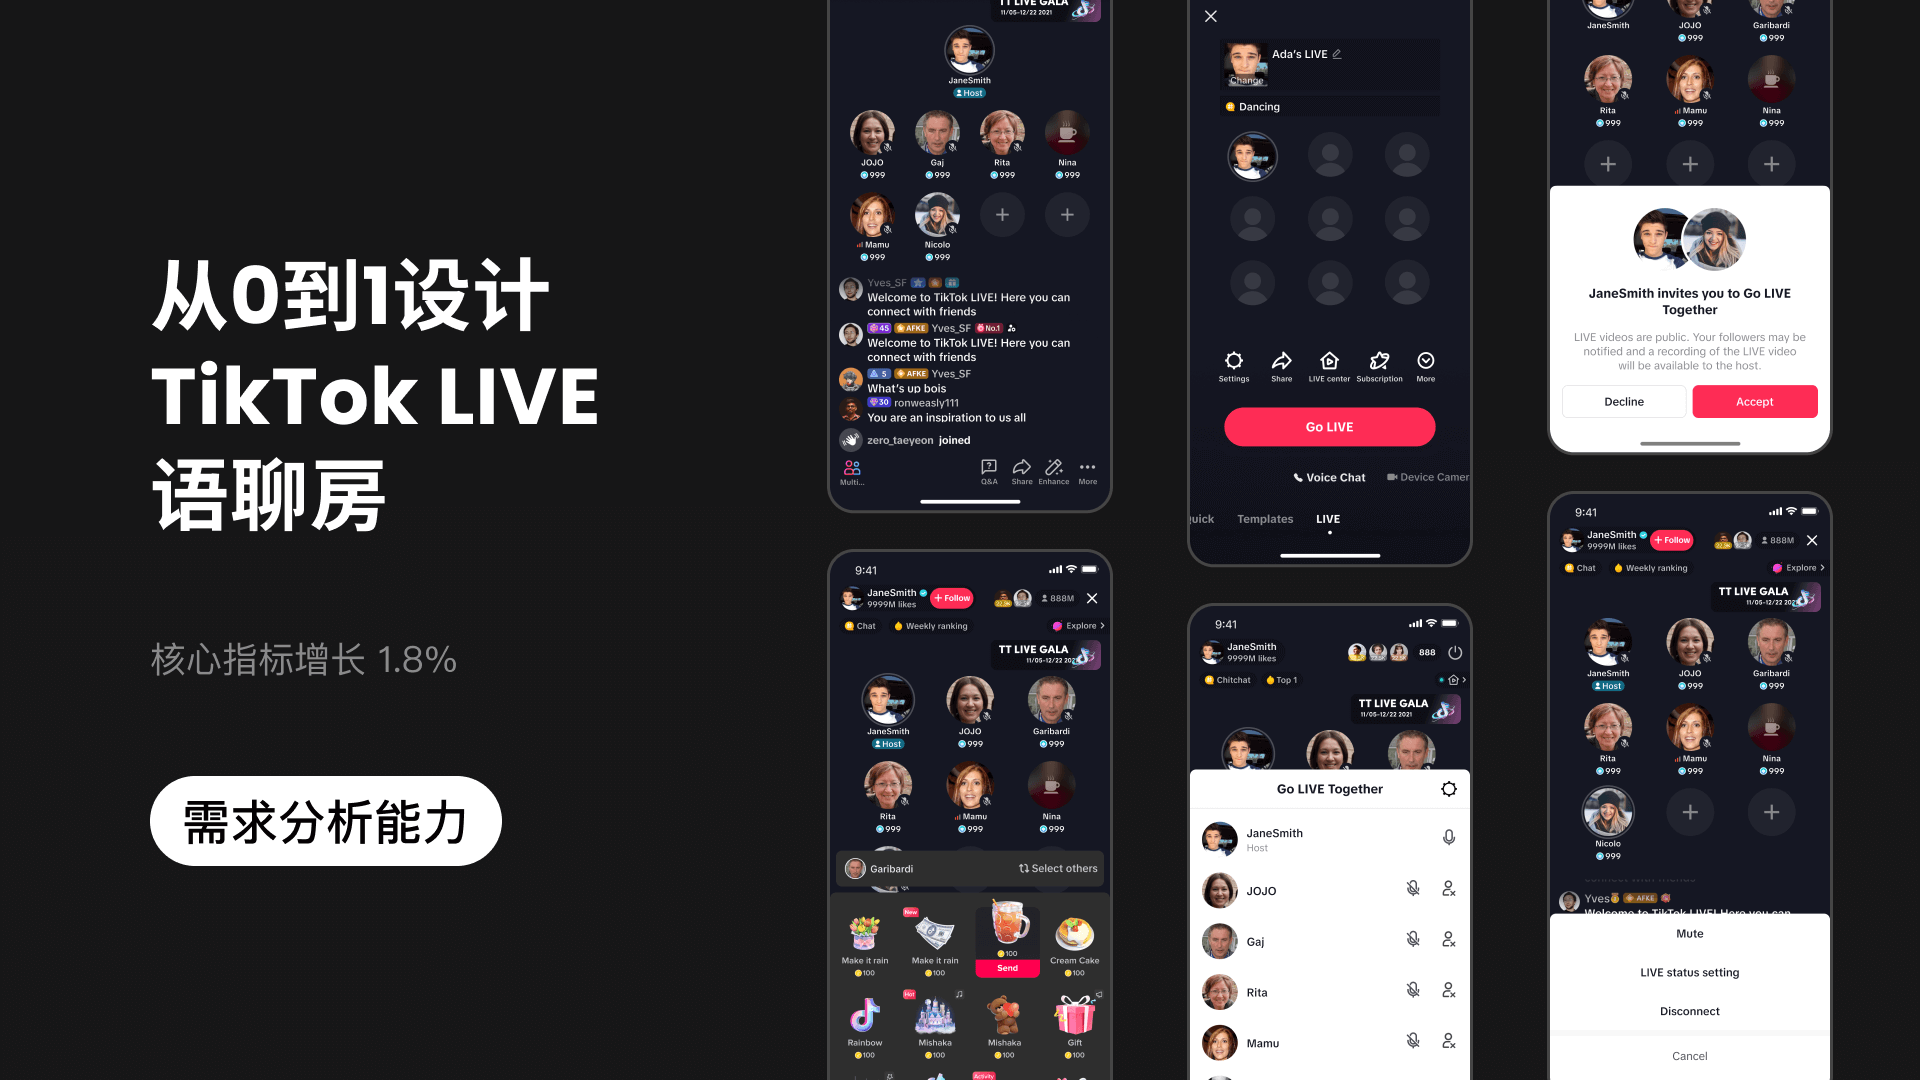 从0到1设计
TikTok LIVE
语聊房
核心指标增长 1.8%
需求分析能力
TT LIVE GALA
11/05-12/22 2021
JaneSmith
Host
JOJO
Gaj
Rita
Nina
999
999
999
999
Mamu
Nicolo
999
999
Yves_SF
Welcome to TikTok LIVE! Here you can
connect with friends
45 AFKE Yves_SF No.1
Welcome to TikTok LIVE! Here you can
connect with friends
5 AFKE Yves_SF
What's up bois
30 ronweasly111
You are an inspiration to us all
zero_taeyeon joined
Multi...
Q&A
Share
Enhance
More
9:41
JaneSmith
9999M likes
+ Follow
888M
Chat
Weekly ranking
Explore
TT LIVE GALA
11/05-12/22 2021
JaneSmith
JOJO
Garibardi
Host
999
999
Rita
Mamu
Nina
999
999
999
Garibardi
Select others
New
Make it rain
Make it rain
100
Cream Cake
100
100
Send
100
Hot
Rainbow
Mishaka
Mishaka
Gift
100
100
100
100
Activity
Ada's LIVE
Change
Dancing
Settings
Share
LIVE center
Subscription
More
Go LIVE
Voice Chat
Device Camer
uick
Templates
LIVE
9:41
JaneSmith
9999M likes
888
Chitchat
Top 1
TT LIVE GALA
11/05-12/22 2021
Go LIVE Together
JaneSmith
Host
JOJO
Gaj
Rita
Mamu
JaneSmith
JOJO
Garibardi
999
999
Rita
Mamu
Nina
999
999
999
JaneSmith invites you to Go LIVE
Together
LIVE videos are public. Your followers may be
notified and a recording of the LIVE video
will be available to the host.
Decline
Accept
9:41
JaneSmith
9999M likes
+ Follow
888M
Chat
Weekly ranking
Explore
TT LIVE GALA
11/05-12/22 2021
JaneSmith
JOJO
Garibardi
Host
999
999
Rita
Mamu
Nina
999
999
999
Nicolo
999
connect with friends
Yves AFKE
Welcome to TikTok LIVE! Here you can
Mute
LIVE status setting
Disconnect
Cancel